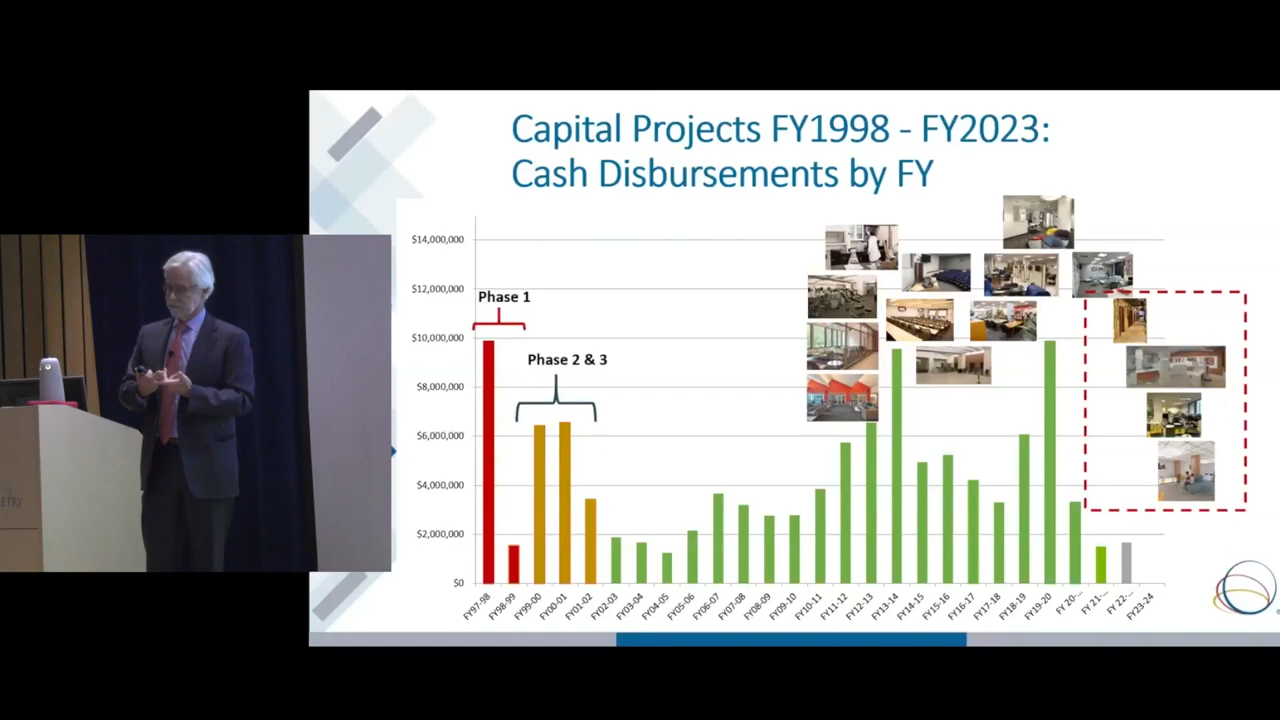 Capital Projects FY1998 - FY2023:
Cash Disbursements by FY
$14,000,000
$12,000,000
$10,000,000
$8,000,000
$6,000,000
$4,000,000
$2,000,000
$0
Phase 1
Phase 2 & 3
FY97-98
FY98-99
FY99-00
FY00-01
FY01-02
FY02-03
FY03-04
FY04-05
FY05-06
FY06-07
FY07-08
FY08-09
FY09-10
FY10-11
FY11-12
FY12-13
FY13-14
FY14-15
FY15-16
FY16-17
FY17-18
FY18-19
FY19-20
FY 20-...
FY 21-...
FY 22-...
FY23-24
ETRY